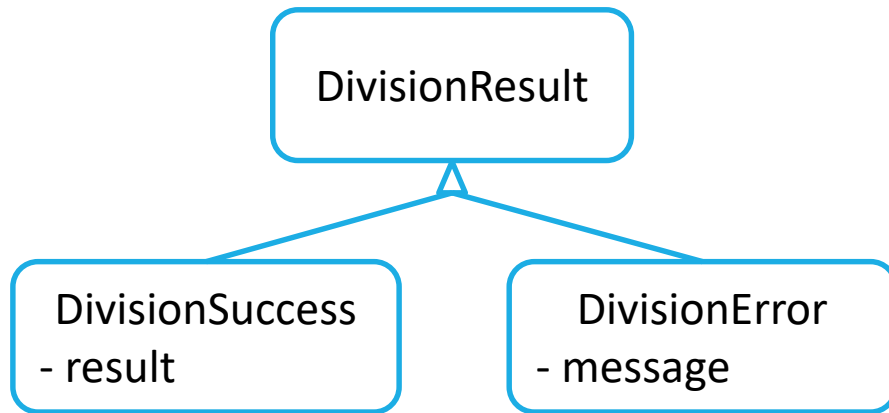 DivisionResult
DivisionSuccess
- result
DivisionError
- message